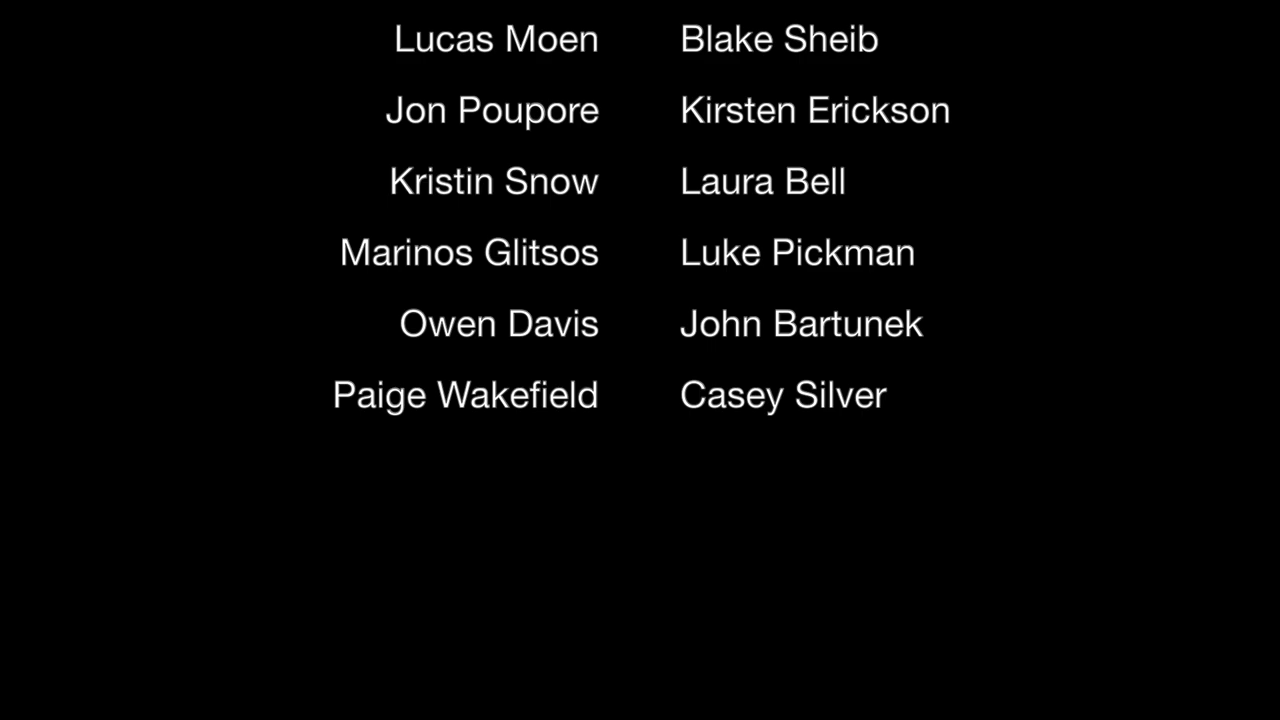 Lucas Moen Blake Sheib
Jon Poupore Kirsten Erickson
Kristin Snow Laura Bell
Marinos Glitsos Luke Pickman
Owen Davis John Bartunek
Paige Wakefield Casey Silver